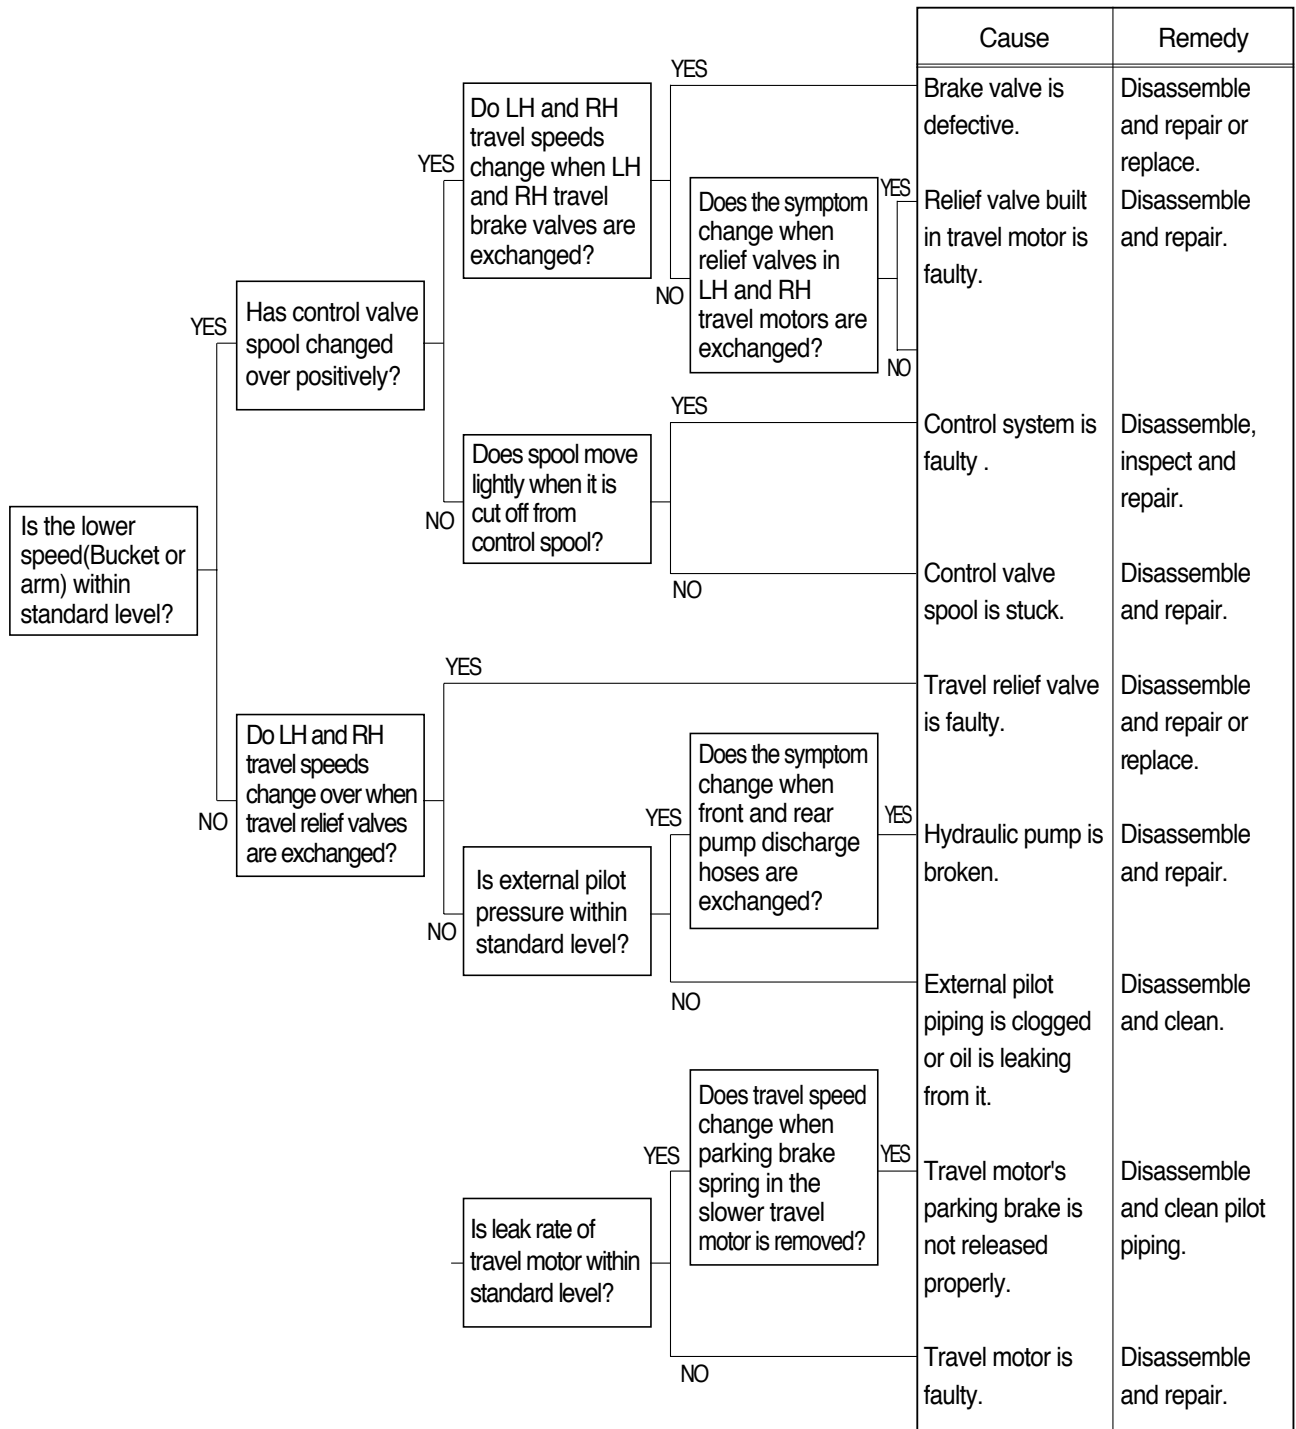 Cause
Remedy
YES
Brake valve is
defective.
Disassemble
and repair or
replace.
Do LH and RH
travel speeds
change when LH
and RH travel
brake valves are
exchanged?
YES
YES
Relief valve built
in travel motor is
faulty.
Disassemble
and repair.
Does the symptom
change when
relief valves in
LH and RH
travel motors are
exchanged?
NO
NO
YES
Has control valve
spool changed
over positively?
YES
Control system is
faulty .
Disassemble,
inspect and
repair.
Does spool move
lightly when it is
cut off from
control spool?
NO
NO
Control valve
spool is stuck.
Disassemble
and repair.
Is the lower
speed(Bucket or
arm) within
standard level?
YES
Travel relief valve
is faulty.
Disassemble
and repair or
replace.
Do LH and RH
travel speeds
change over when
travel relief valves
are exchanged?
NO
Does the symptom
change when
front and rear
pump discharge
hoses are
exchanged?
YES
YES
Hydraulic pump is
broken.
Disassemble
and repair.
Is external pilot
pressure within
standard level?
NO
NO
External pilot
piping is clogged
or oil is leaking
from it.
Disassemble
and clean.
Does travel speed
change when
parking brake
spring in the
slower travel
motor is removed?
YES
YES
Travel motor's
parking brake is
not released
properly.
Disassemble
and clean pilot
piping.
Is leak rate of
travel motor within
standard level?
NO
Travel motor is
faulty.
Disassemble
and repair.